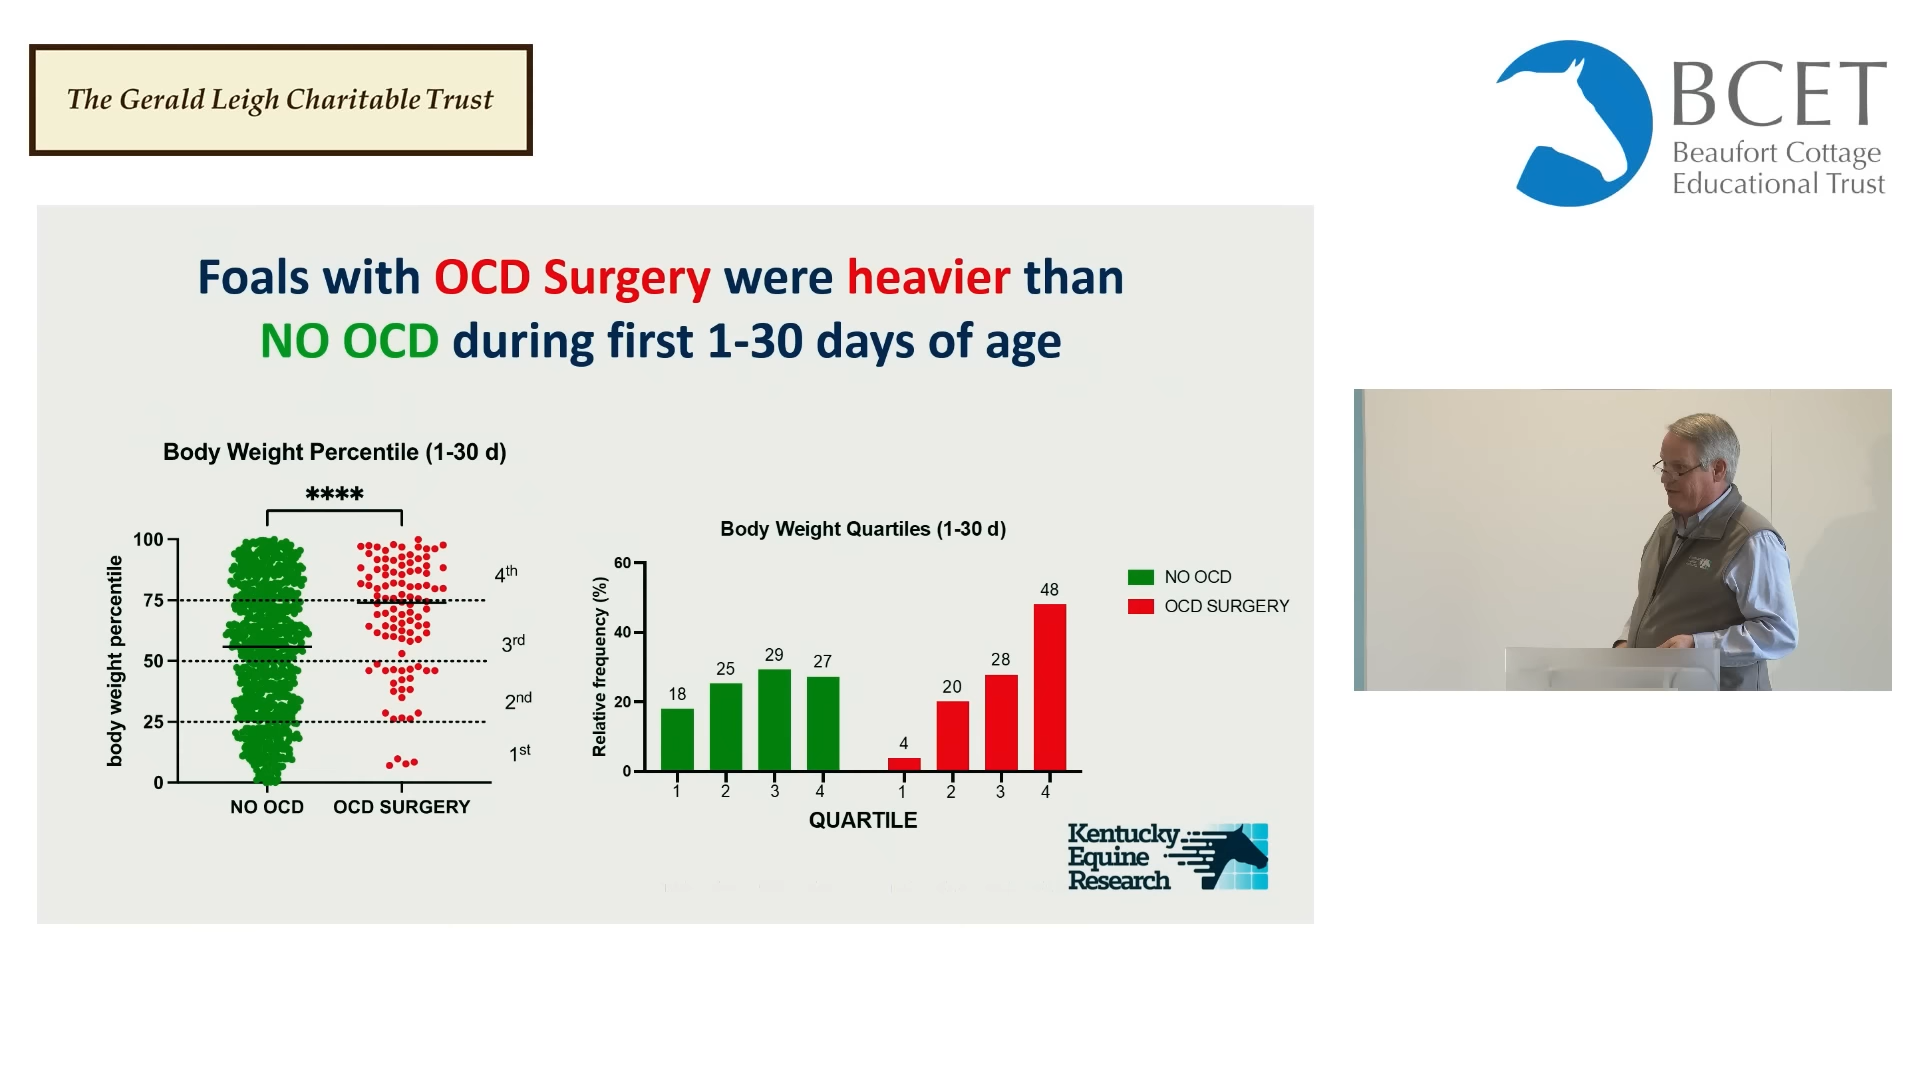 The Gerald Leigh Charitable Trust
BCET
Beaufort Cottage
Educational Trust
Foals with OCD Surgery were heavier than
NO OCD during first 1-30 days of age
Body Weight Percentile (1-30 d)
****
body weight percentile
100
75
50
25
0
4th
3rd
2nd
1st
NO OCD OCD SURGERY
Body Weight Quartiles (1-30 d)
Relative frequency (%)
60
40
20
0
18 25 29 27 4 20 28 48
1 2 3 4 1 2 3 4
QUARTILE
NO OCD
OCD SURGERY
Kentucky
Equine
Research